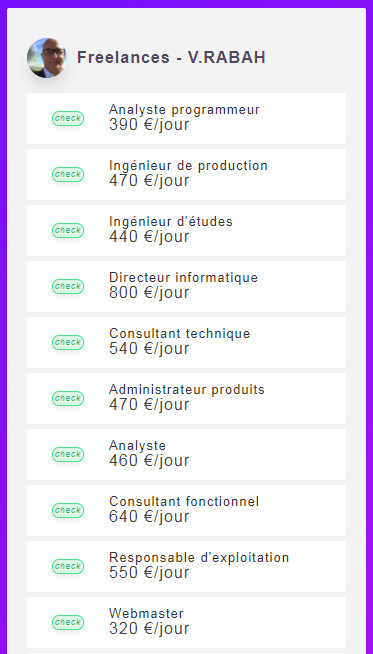 Freelances - V.RABAH
check
Analyste programmeur
390 €/jour
check
Ingénieur de production
470 €/jour
check
Ingénieur d'études
440 €/jour
check
Directeur informatique
800 €/jour
check
Consultant technique
540 €/jour
check
Administrateur produits
470 €/jour
check
Analyste
460 €/jour
check
Consultant fonctionnel
640 €/jour
check
Responsable d'exploitation
550 €/jour
check
Webmaster
320 €/jour